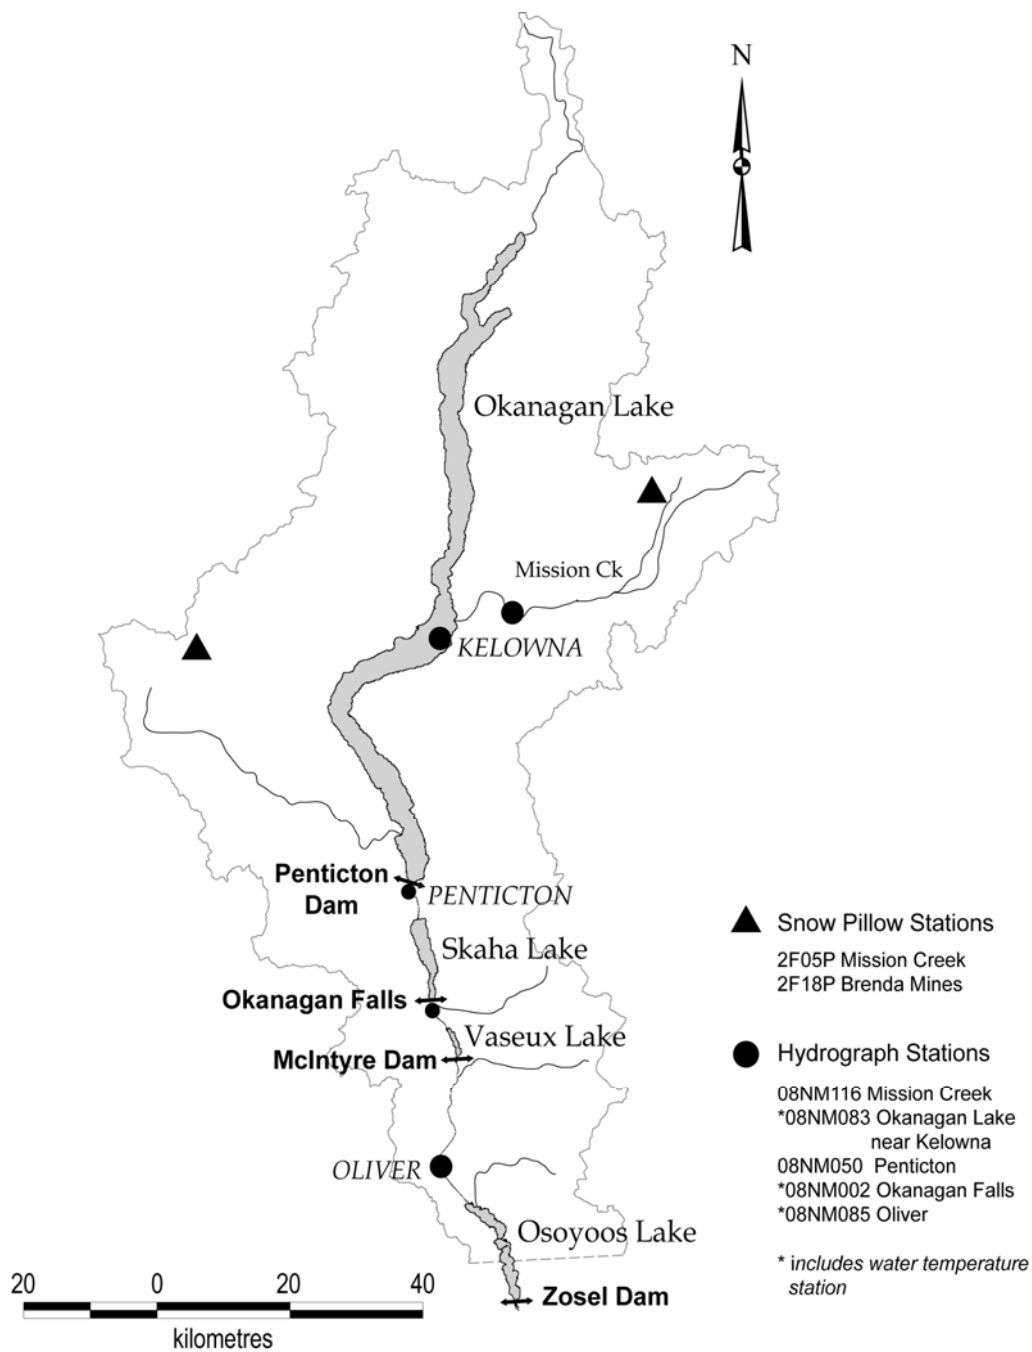 N
Okanagan Lake
Mission Ck
KELOWNA
Penticton
Dam
PENTICTON
Skaha Lake
Okanagan Falls
Vaseux Lake
McIntyre Dam
OLIVER
Osoyoos Lake
Zosel Dam
Snow Pillow Stations
2F05P Mission Creek
2F18P Brenda Mines
Hydrograph Stations
08NM116 Mission Creek
*08NM083 Okanagan Lake
near Kelowna
08NM050 Penticton
*08NM002 Okanagan Falls
*08NM085 Oliver
* includes water temperature
station
20 0 20 40
kilometres